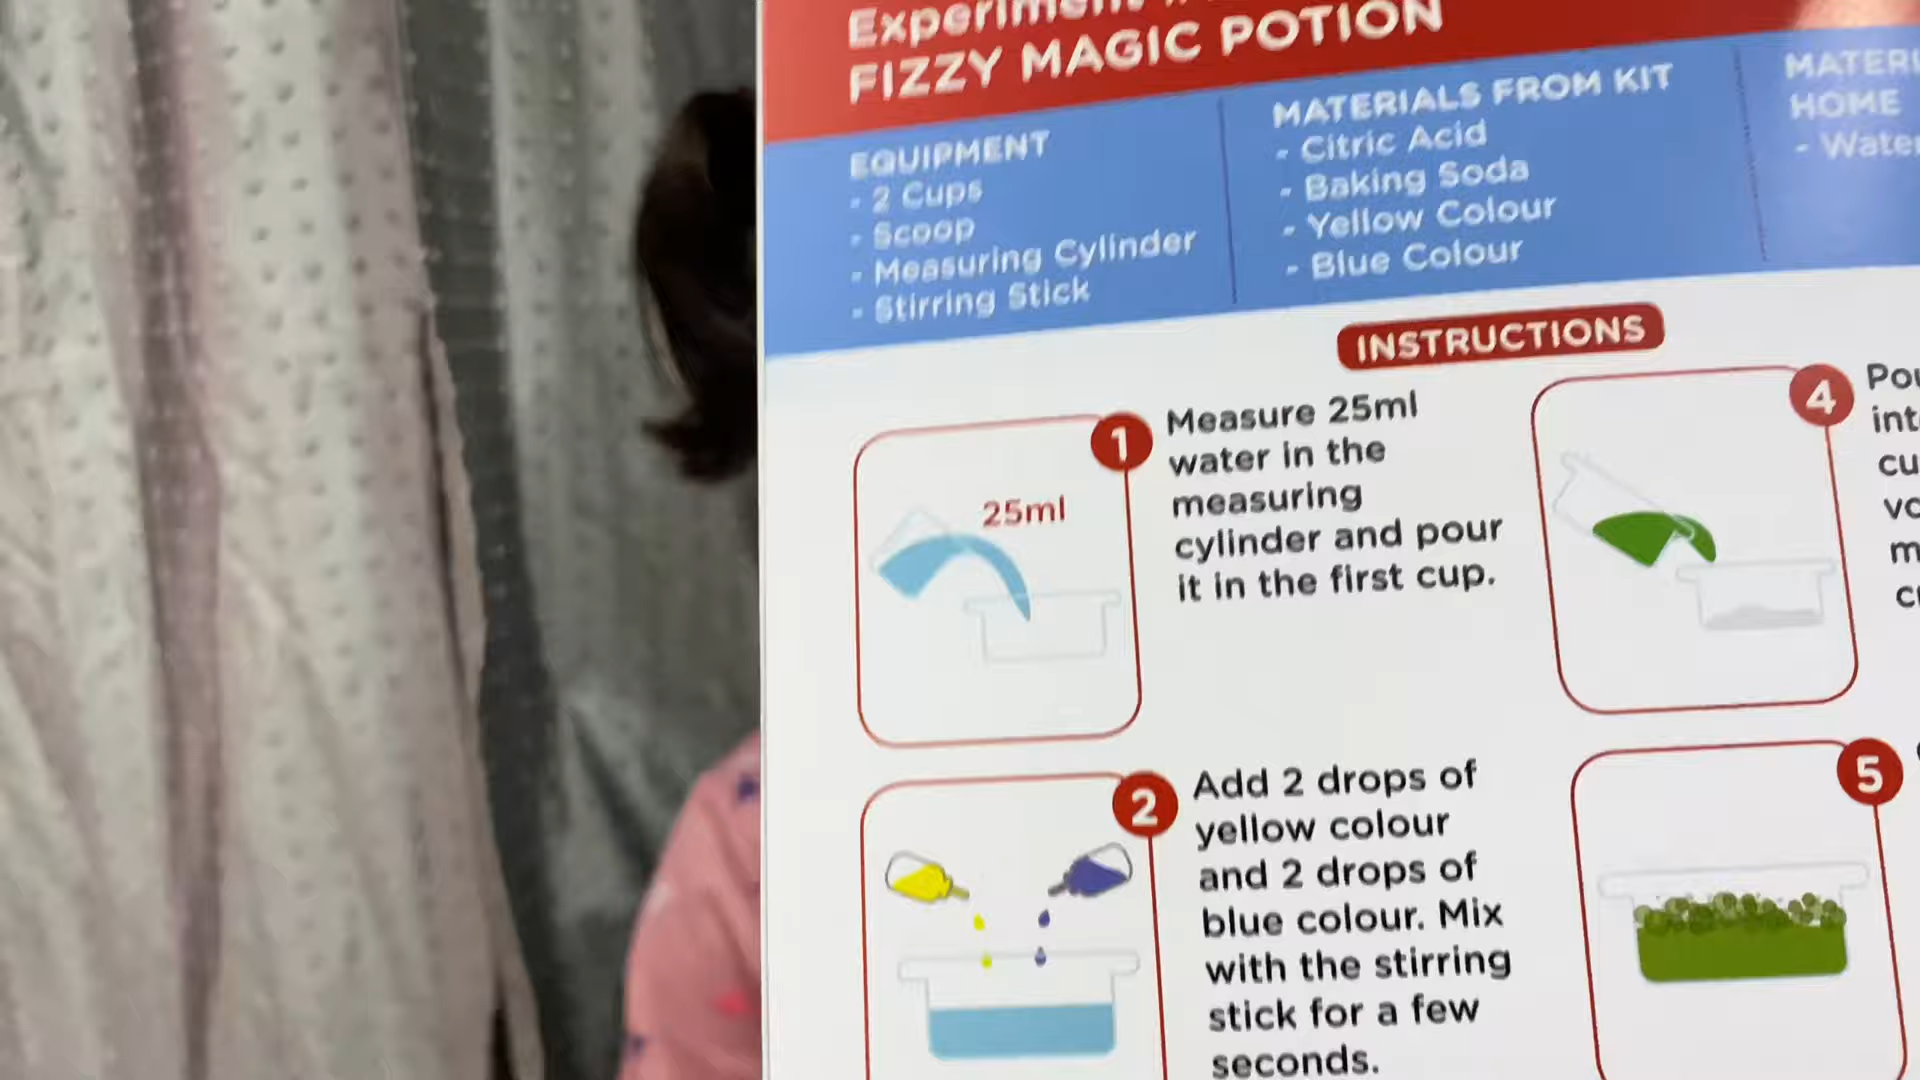 Experiment
FIZZY MAGIC POTION
EQUIPMENT
- 2 Cups
- Scoop
- Measuring Cylinder
- Stirring Stick
MATERIALS FROM KIT
- Citric Acid
- Baking Soda
- Yellow Colour
- Blue Colour
HOME
- Water
INSTRUCTIONS
1
25ml
Measure 25ml
water in the
measuring
cylinder and pour
it in the first cup.
2
Add 2 drops of
yellow colour
and 2 drops of
blue colour. Mix
with the stirring
stick for a few
seconds.
4
5